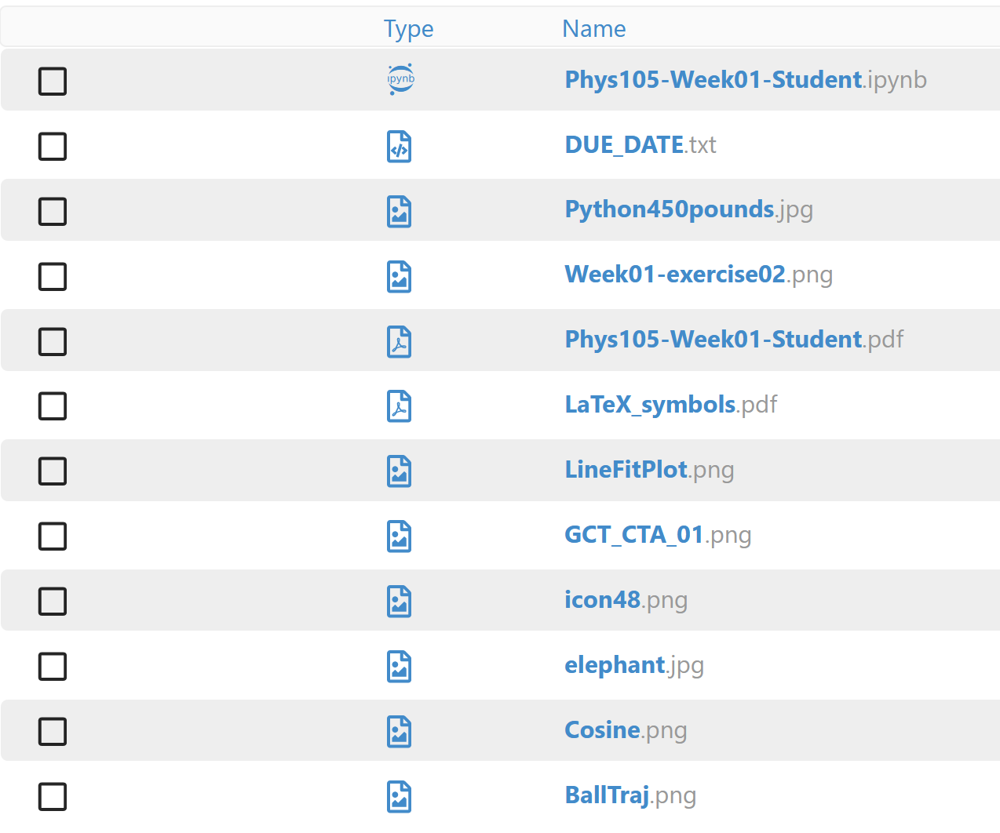 Type Name
ipynb Phys105-Week01-Student.ipynb
DUE_DATE.txt
Python450pounds.jpg
Week01-exercise02.png
Phys105-Week01-Student.pdf
LaTeX_symbols.pdf
LineFitPlot.png
GCT_CTA_01.png
icon48.png
elephant.jpg
Cosine.png
BallTraj.png